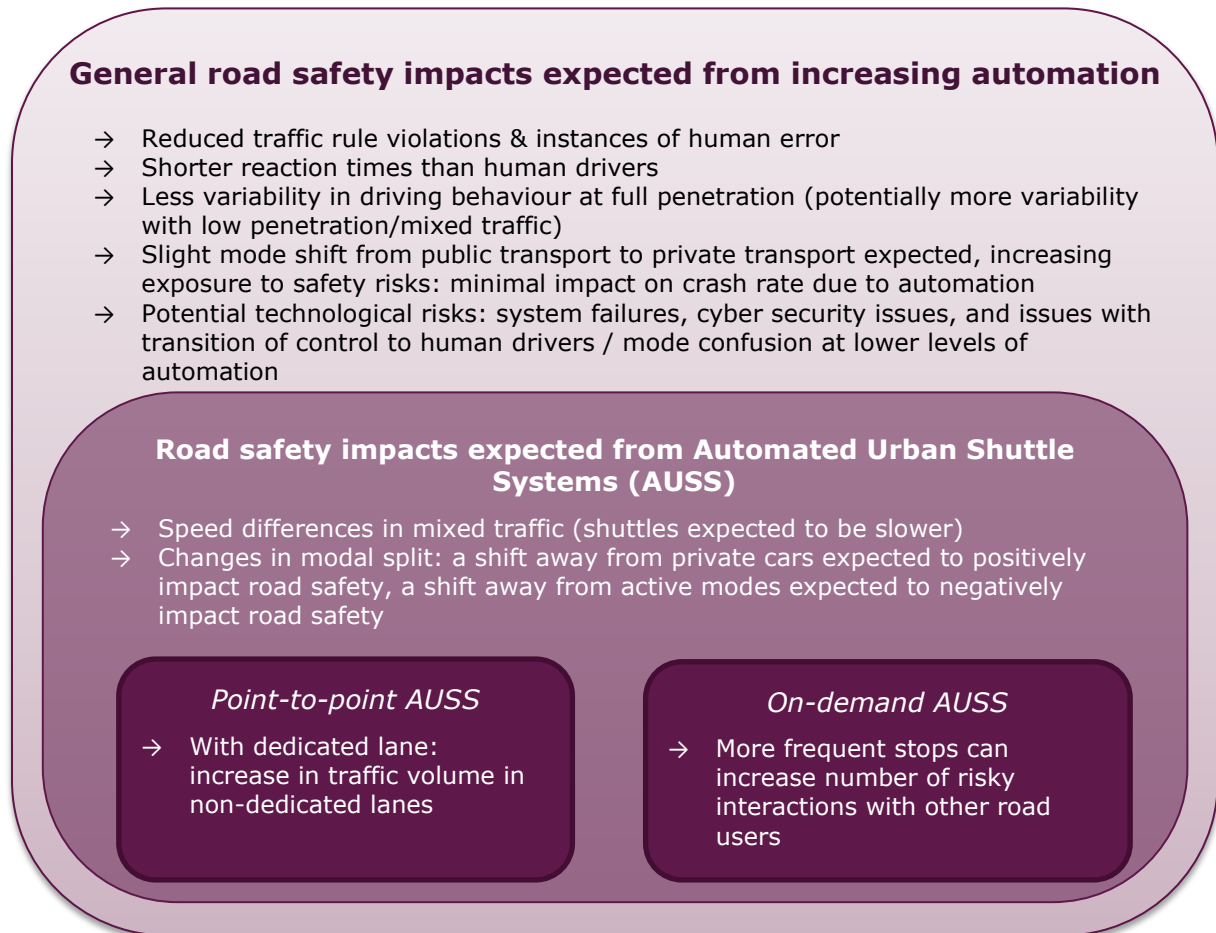 General road safety impacts expected from increasing automation
→ Reduced traffic rule violations & instances of human error
→ Shorter reaction times than human drivers
→ Less variability in driving behaviour at full penetration (potentially more variability
with low penetration/mixed traffic)
→ Slight mode shift from public transport to private transport expected, increasing
exposure to safety risks: minimal impact on crash rate due to automation
→ Potential technological risks: system failures, cyber security issues, and issues with
transition of control to human drivers / mode confusion at lower levels of
automation
Road safety impacts expected from Automated Urban Shuttle
Systems (AUSS)
→ Speed differences in mixed traffic (shuttles expected to be slower)
→ Changes in modal split: a shift away from private cars expected to positively
impact road safety, a shift away from active modes expected to negatively
impact road safety
Point-to-point AUSS
→ With dedicated lane:
increase in traffic volume in
non-dedicated lanes
On-demand AUSS
→ More frequent stops can
increase number of risky
interactions with other road
users